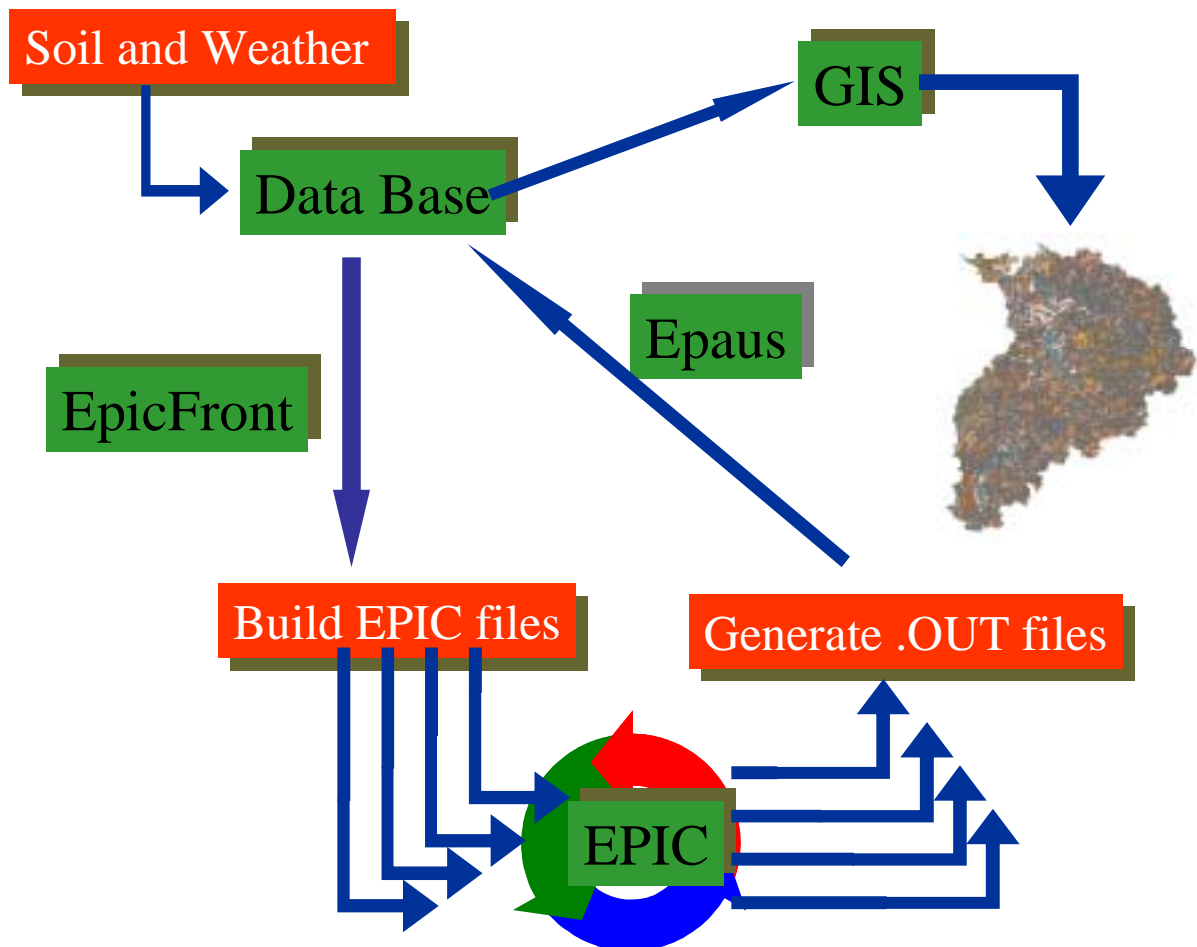 Soil and Weather
GIS
Data Base
Epaus
EpicFront
Build EPIC files
Generate .OUT files
EPIC